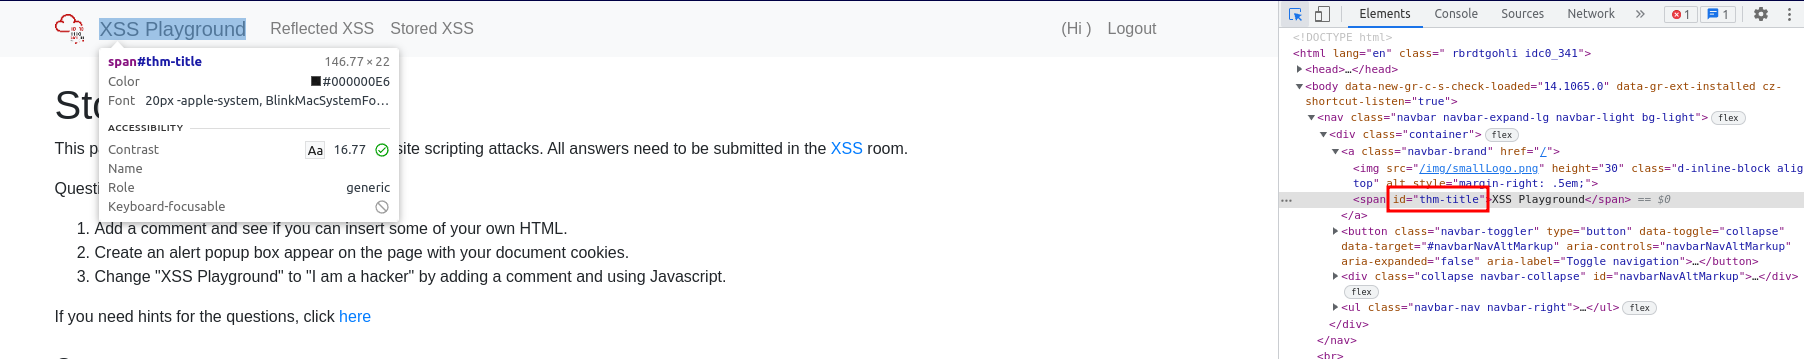 XSS Playground Reflected XSS Stored XSS (Hi ) Logout
span#thm-title 146.77 × 22
Color #000000E6
Font 20px -apple-system, BlinkMacSystemFo…
ACCESSIBILITY
Contrast Aa 16.77
Name
Role generic
Keyboard-focusable
Sto
This pa site scripting attacks. All answers need to be submitted in the XSS room.
Questi
1. Add a comment and see if you can insert some of your own HTML.
2. Create an alert popup box appear on the page with your document cookies.
3. Change "XSS Playground" to "I am a hacker" by adding a comment and using Javascript.
If you need hints for the questions, click here
Elements Console Sources Network » 1 1
<!DOCTYPE html>
<html lang="en" class=" rbrdtgohli idc0_341">
<head>…</head>
<body data-new-gr-c-s-check-loaded="14.1065.0" data-gr-ext-installed cz-
shortcut-listen="true">
<nav class="navbar navbar-expand-lg navbar-light bg-light"> flex
<div class="container"> flex
<a class="navbar-brand" href="/">
<img src="/img/smallLogo.png" height="30" class="d-inline-block alig
top" alt style="margin-right: .5em;">
… <span id="thm-title">XSS Playground</span> == $0
</a>
<button class="navbar-toggler" type="button" data-toggle="collapse"
data-target="#navbarNavAltMarkup" aria-controls="navbarNavAltMarkup"
aria-expanded="false" aria-label="Toggle navigation">…</button>
<div class="collapse navbar-collapse" id="navbarNavAltMarkup">…</div>
flex
<ul class="navbar-nav navbar-right">…</ul> flex
</div>
</nav>
<br>